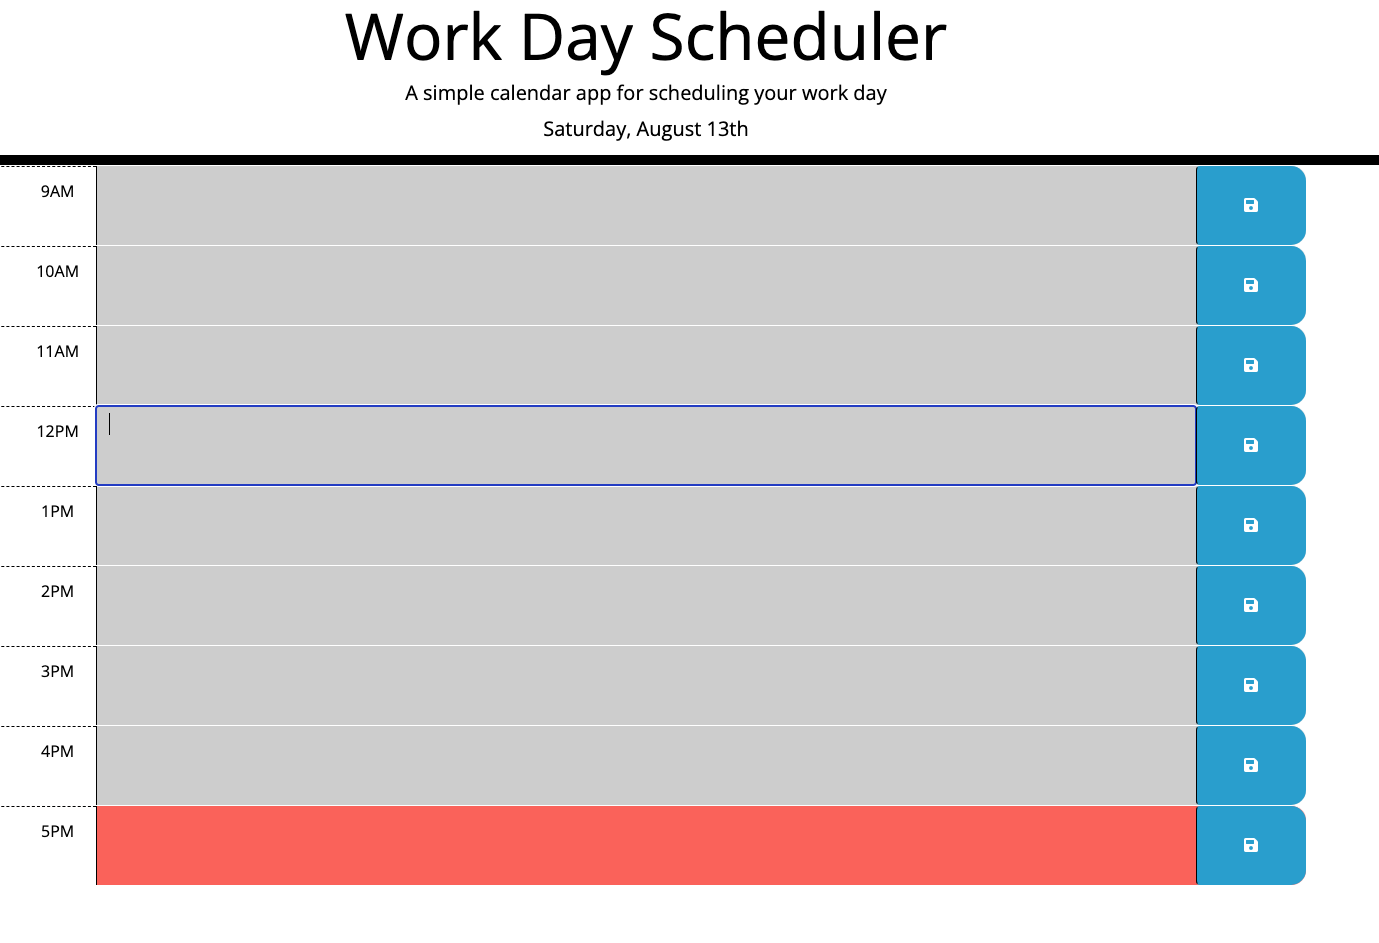 Work Day Scheduler
A simple calendar app for scheduling your work day
Saturday, August 13th
9AM
10AM
11AM
12PM
1PM
2PM
3PM
4PM
5PM